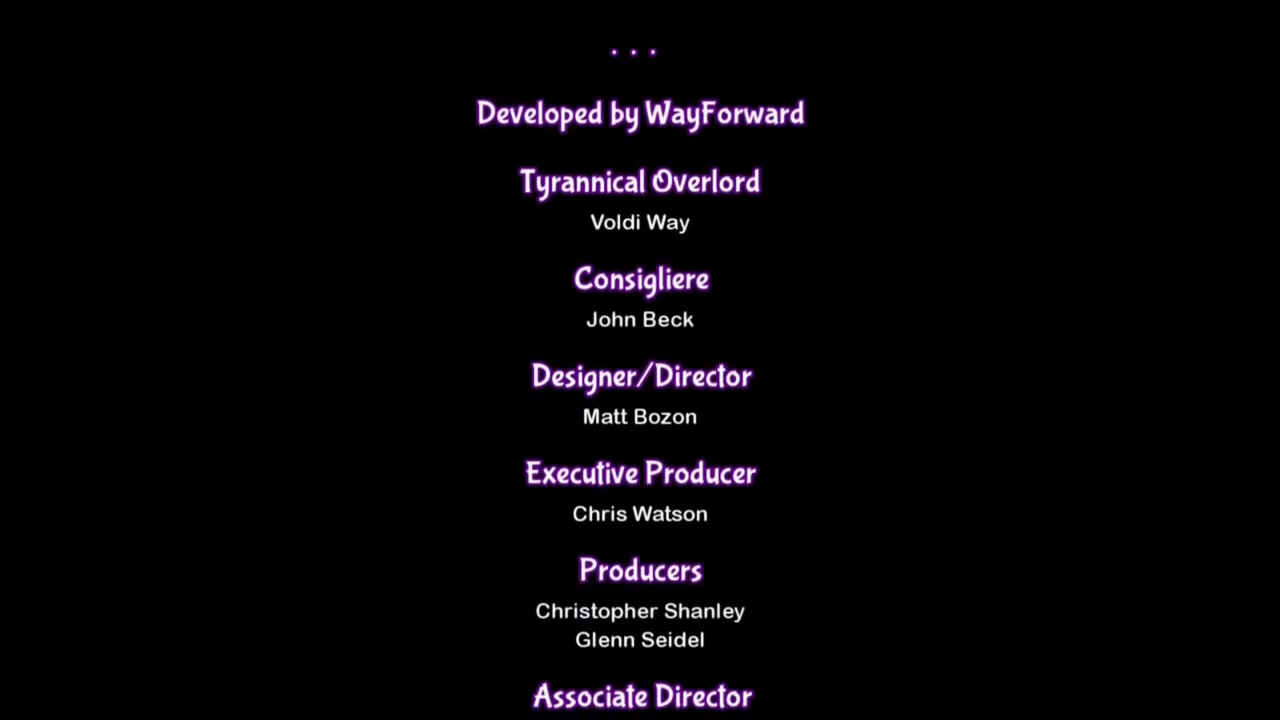 ...
Developed by WayForward
Tyrannical Overlord
Voldi Way
Consigliere
John Beck
Designer/Director
Matt Bozon
Executive Producer
Chris Watson
Producers
Christopher Shanley
Glenn Seidel
Associate Director